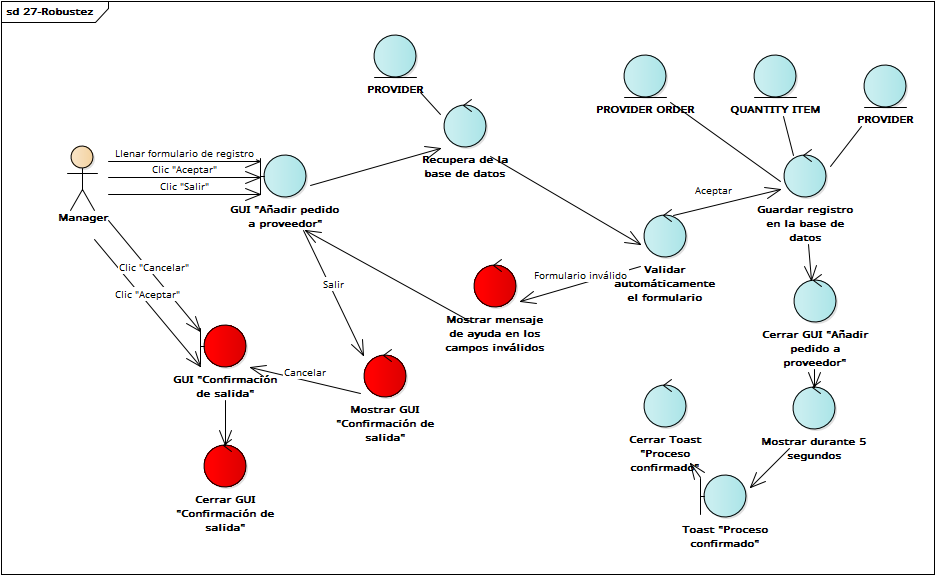 sd 27-Robustez
PROVIDER
PROVIDER ORDER
QUANTITY ITEM
PROVIDER
Llenar formulario de registro
Clic "Aceptar"
Clic "Salir"
Manager
GUI "Añadir pedido
a proveedor"
Recupera de la
base de datos
Aceptar
Guardar registro
en la base de
datos
Clic "Cancelar"
Clic "Aceptar"
Salir
Formulario inválido
Validar
automáticamente
el formulario
Mostrar mensaje
de ayuda en los
campos inválidos
Cerrar GUI "Añadir
pedido a
proveedor"
GUI "Confirmación
de salida"
Cancelar
Mostrar GUI
"Confirmación de
salida"
Cerrar Toast
"Proceso
confirmado"
Mostrar durante 5
segundos
Cerrar GUI
"Confirmación de
salida"
Toast "Proceso
confirmado"